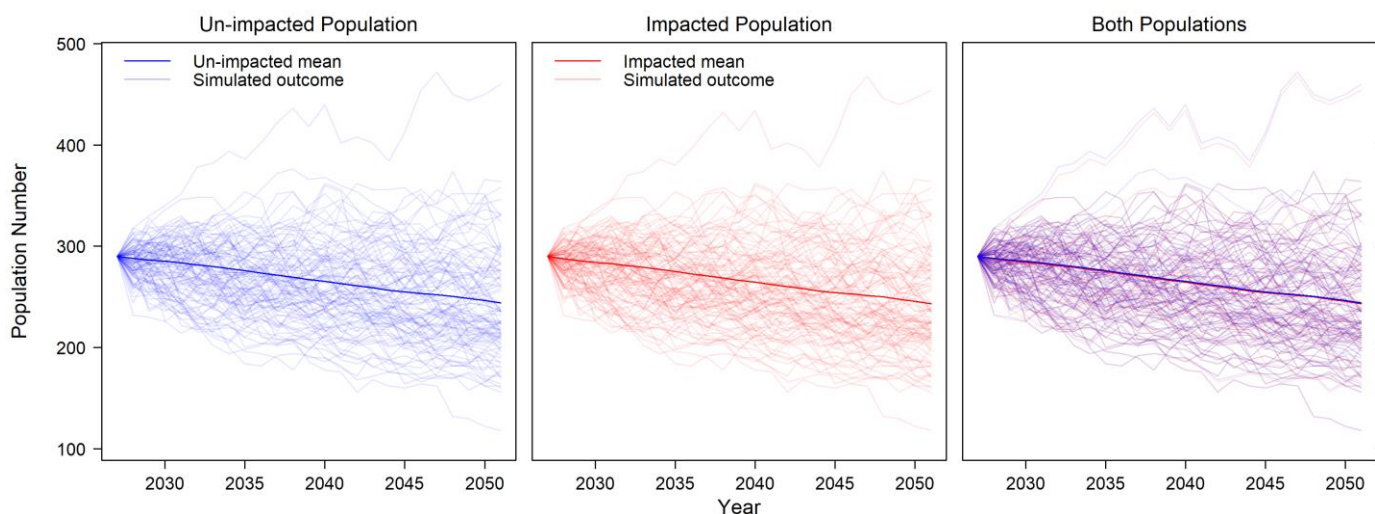 Un-impacted Population
Impacted Population
Both Populations
Un-impacted mean
Simulated outcome
Impacted mean
Simulated outcome
Population Number
500
400
300
200
100
2030 2035 2040 2045 2050
2030 2035 2040 2045 2050
2030 2035 2040 2045 2050
Year